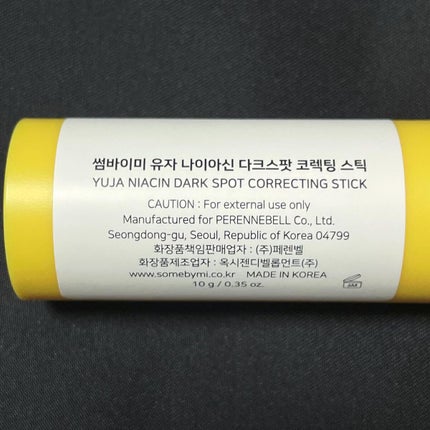 썸바이미 유자 나이아신 다크스팟 코렉팅 스틱
YUJA NIACIN DARK SPOT CORRECTING STICK
CAUTION : For external use only
Manufactured for PERENNEBELL Co., Ltd.
Seongdong-gu, Seoul, Republic of Korea 04799
화장품책임판매업자 : (주)페렌벨
화장품제조업자 : 옥시젠디벨롭먼트(주)
www.somebymi.co.kr MADE IN KOREA
10 g / 0.35 oz.